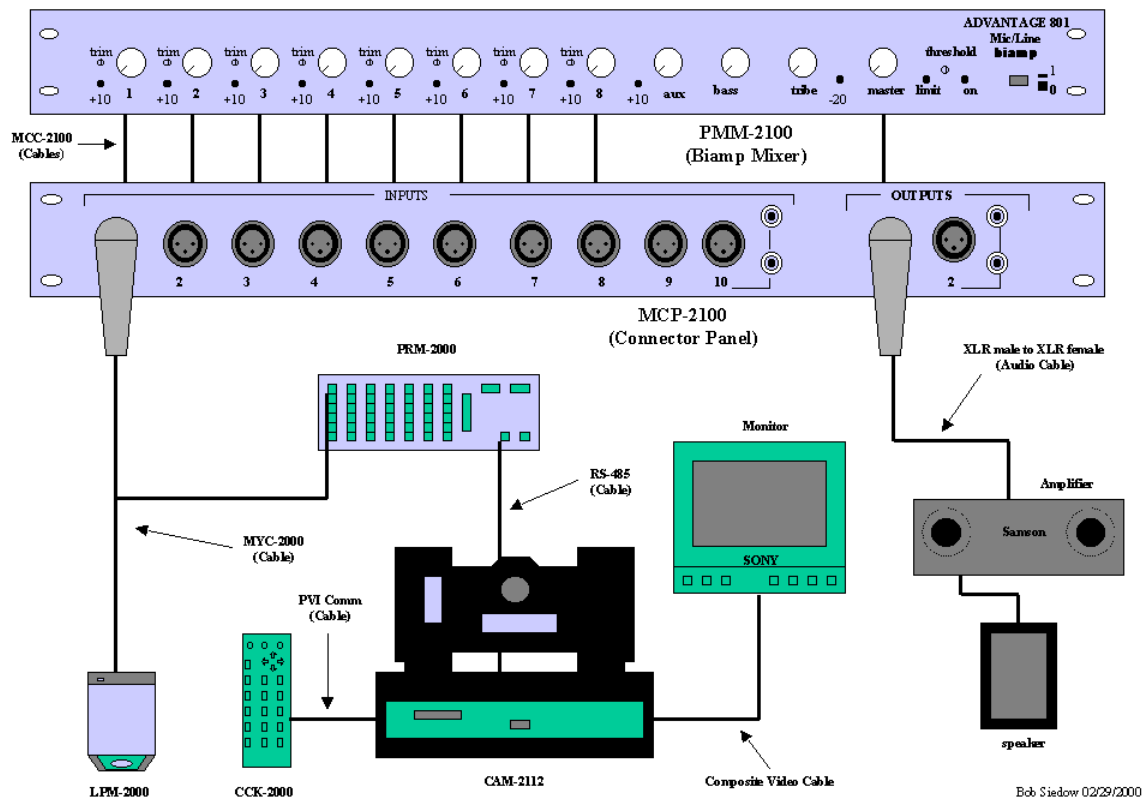 ADVANTAGE 801
Mic/Line
biamp
trim trim trim trim trim trim trim trim
threshold
1
0
+10 1 +10 2 +10 3 +10 4 +10 5 +10 6 +10 7 +10 8 +10 aux bass tribe -20 master limit on
MCC-2100
(Cables)
PMM-2100
(Biamp Mixer)
INPUTS
OUTPUTS
2 3 4 5 6 7 8 9 10 2
MCP-2100
(Connector Panel)
PRM-2000
XLR male to XLR female
(Audio Cable)
Monitor
RS-485
(Cable)
Amplifier
Samson
MYC-2000
(Cable)
SONY
PVI Comm
(Cable)
speaker
LPM-2000
CCK-2000
CAM-2112
Composite Video Cable
Bob Siedow 02/29/2000